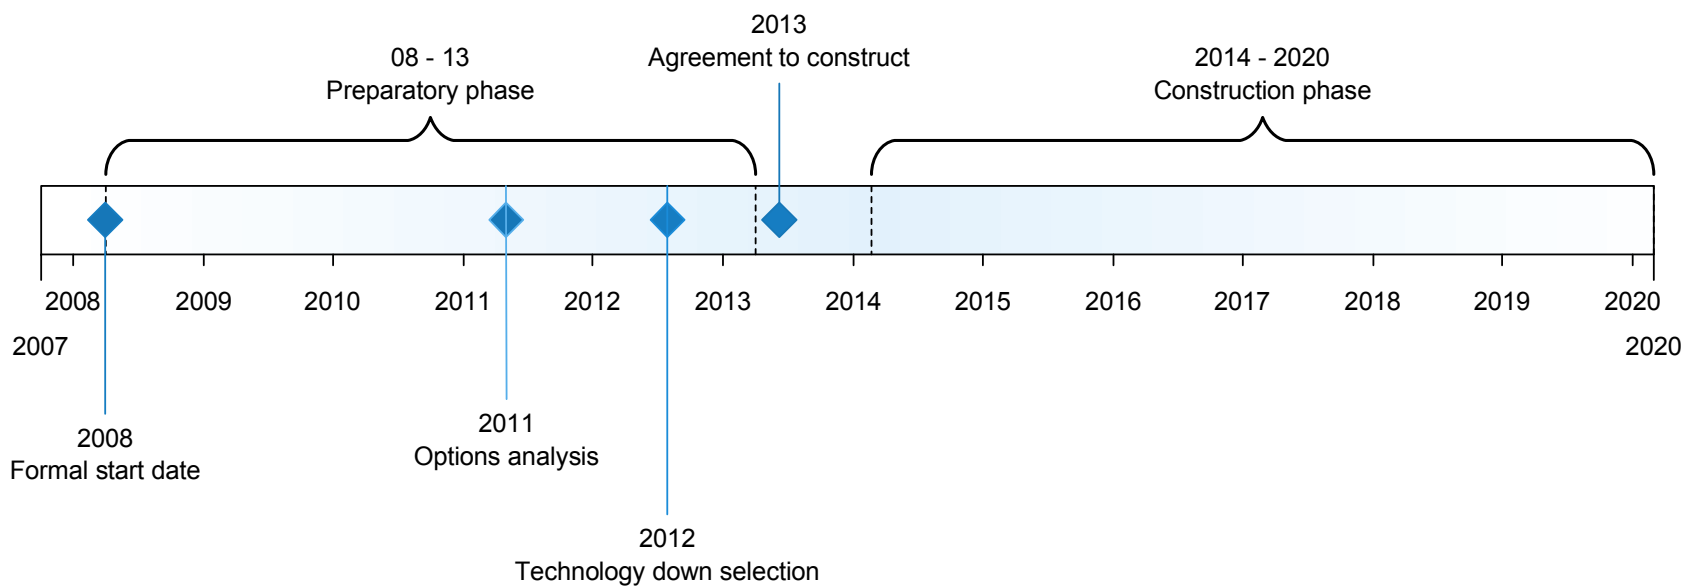 2013
Agreement to construct
08 - 13
Preparatory phase
2014 - 2020
Construction phase
2008 2009 2010 2011 2012 2013 2014 2015 2016 2017 2018 2019 2020
2007 2020
2008
Formal start date
2011
Options analysis
2012
Technology down selection